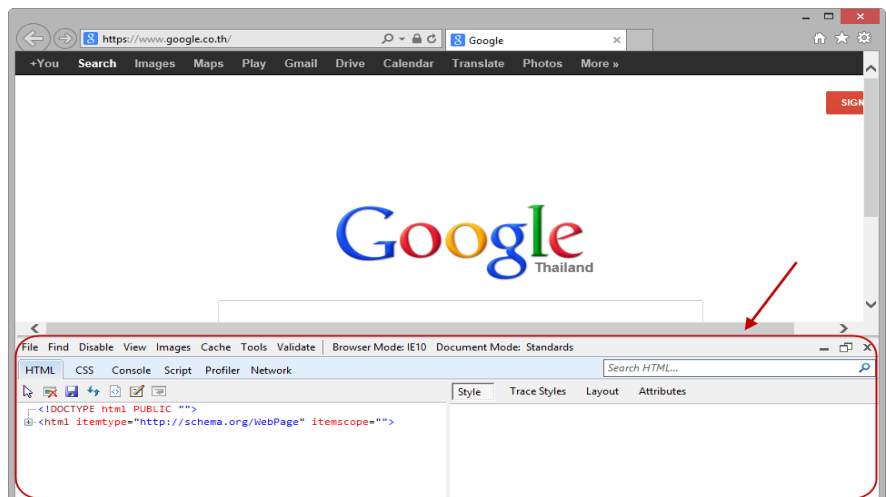 https://www.google.co.th/
Google
+You Search Images Maps Play Gmail Drive Calendar Translate Photos More »
SIGN
Google
Thailand
File Find Disable View Images Cache Tools Validate Browser Mode: IE10 Document Mode: Standards
HTML CSS Console Script Profiler Network Search HTML...
Style Trace Styles Layout Attributes
<!DOCTYPE html PUBLIC "">
<html itemtype="http://schema.org/WebPage" itemscope="">